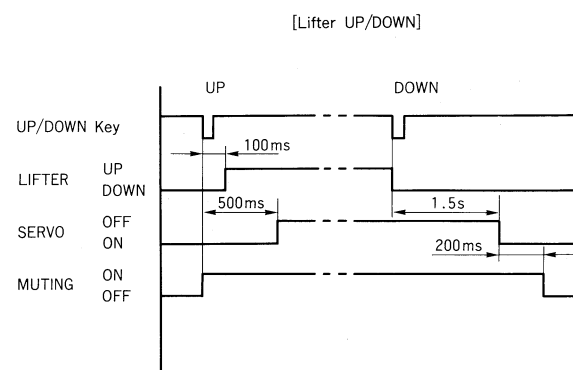 [Lifter UP/DOWN]
UP DOWN
UP/DOWN Key
100ms
LIFTER UP
DOWN
500ms 1.5s
SERVO OFF
ON
200ms
MUTING ON
OFF